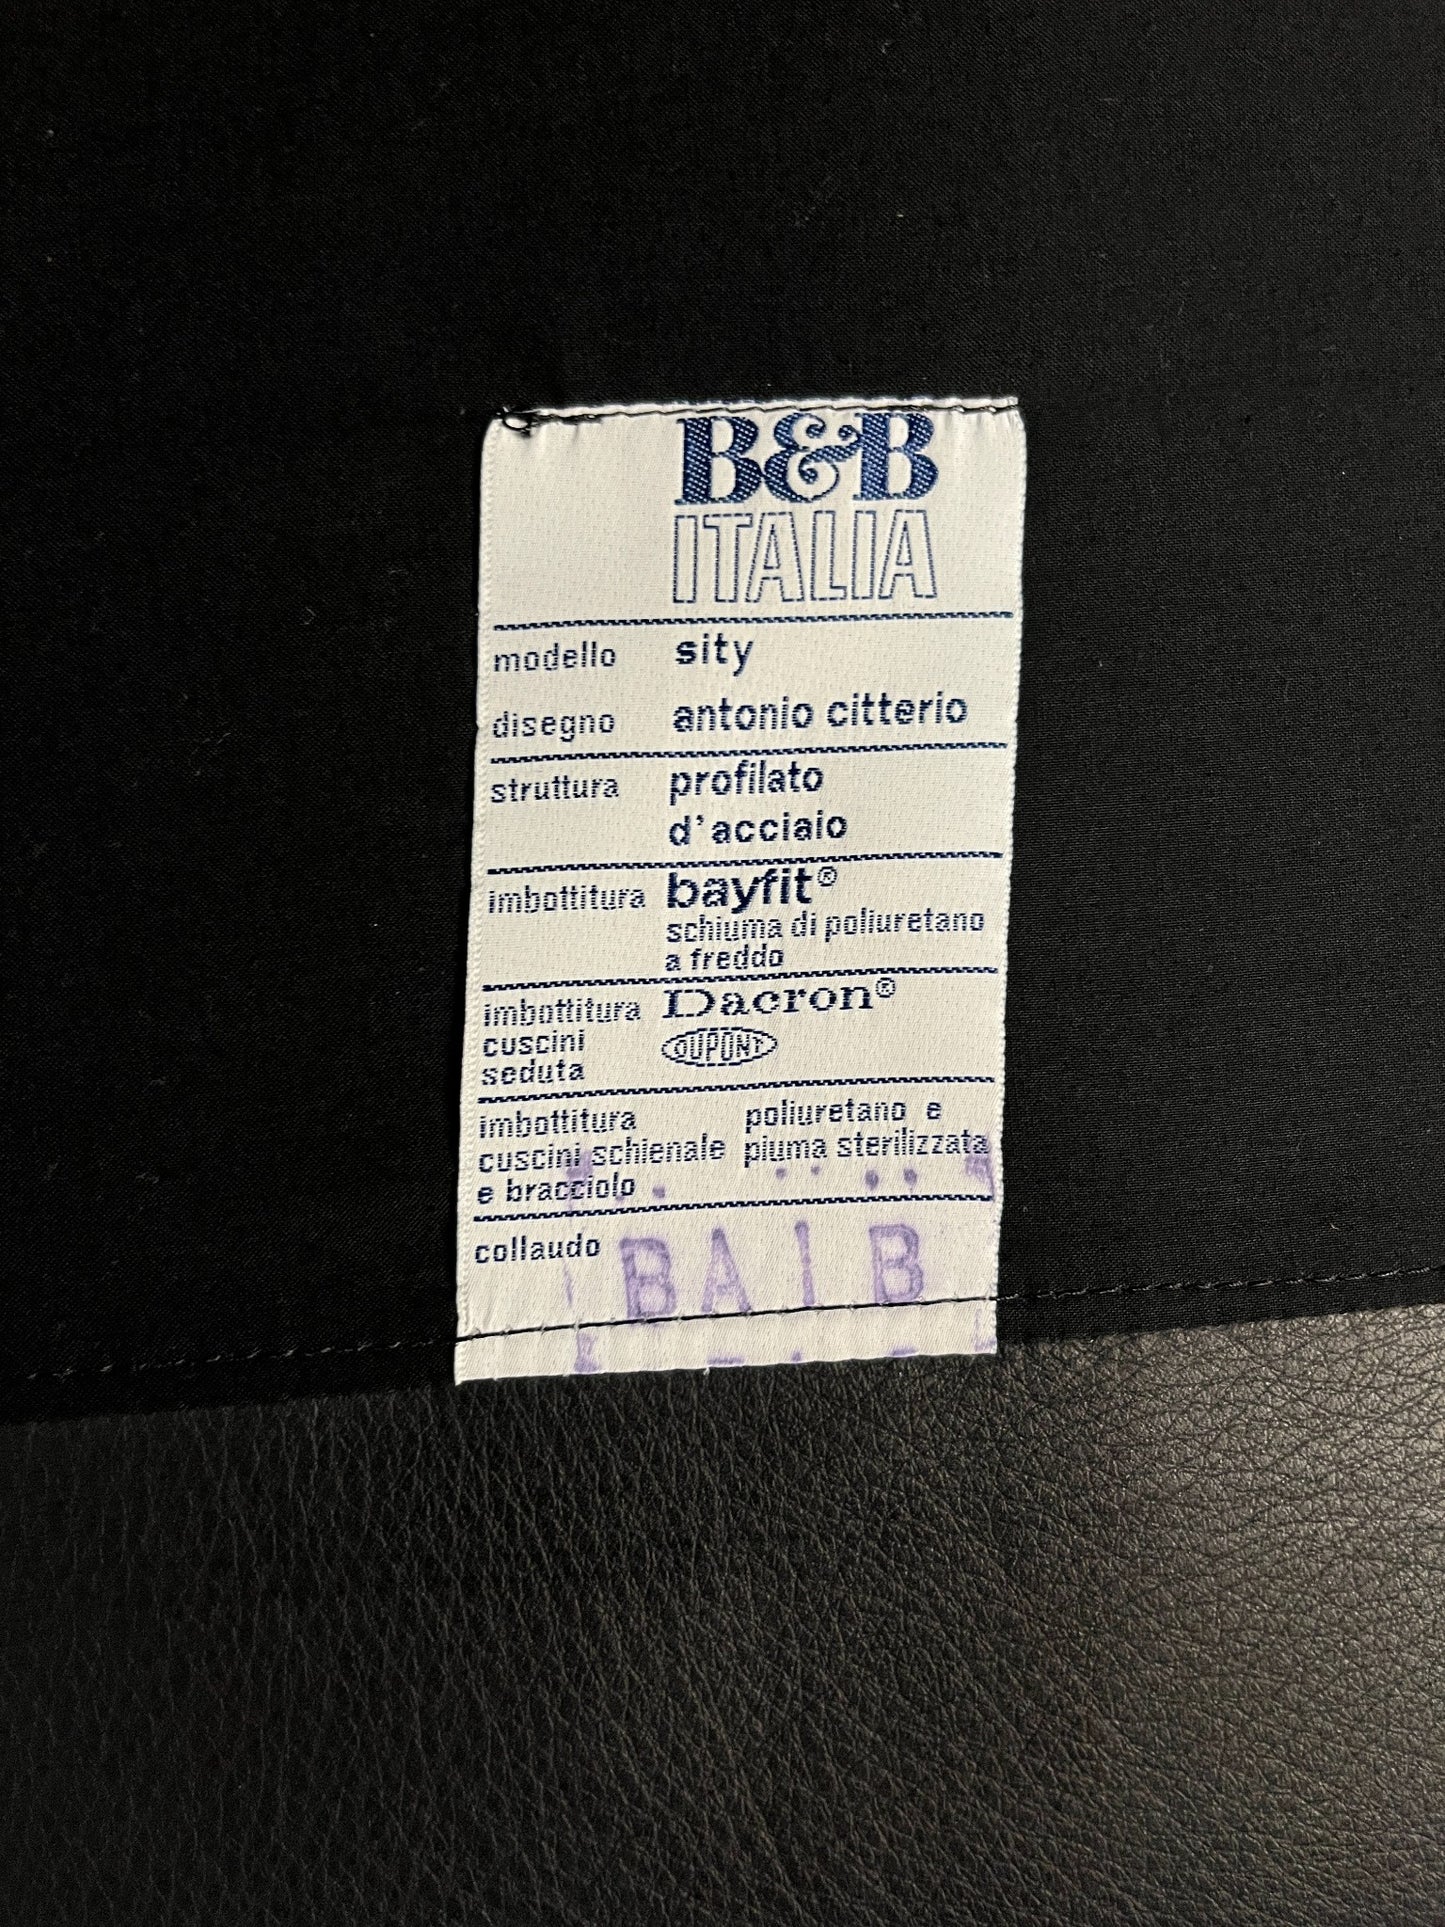 B&B
ITALIA
modello sity
disegno antonio citterio
struttura profilato
d'acciaio
imbottitura bayfit®
schiuma di poliuretano
a freddo
imbottitura Dacron®
cuscini DUPONT
seduta
imbottitura poliuretano e
cuscini schienale piuma sterilizzata
e bracciolo
collaudo BAIB